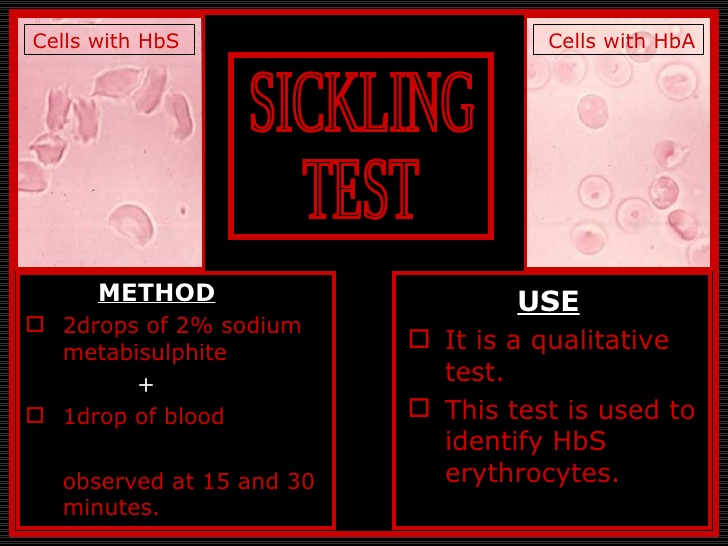 Cells with HbS
Cells with HbA
SICKLING
TEST
METHOD
2drops of 2% sodium
metabisulphite
+
1drop of blood
observed at 15 and 30
minutes.
USE
It is a qualitative
test.
This test is used to
identify HbS
erythrocytes.